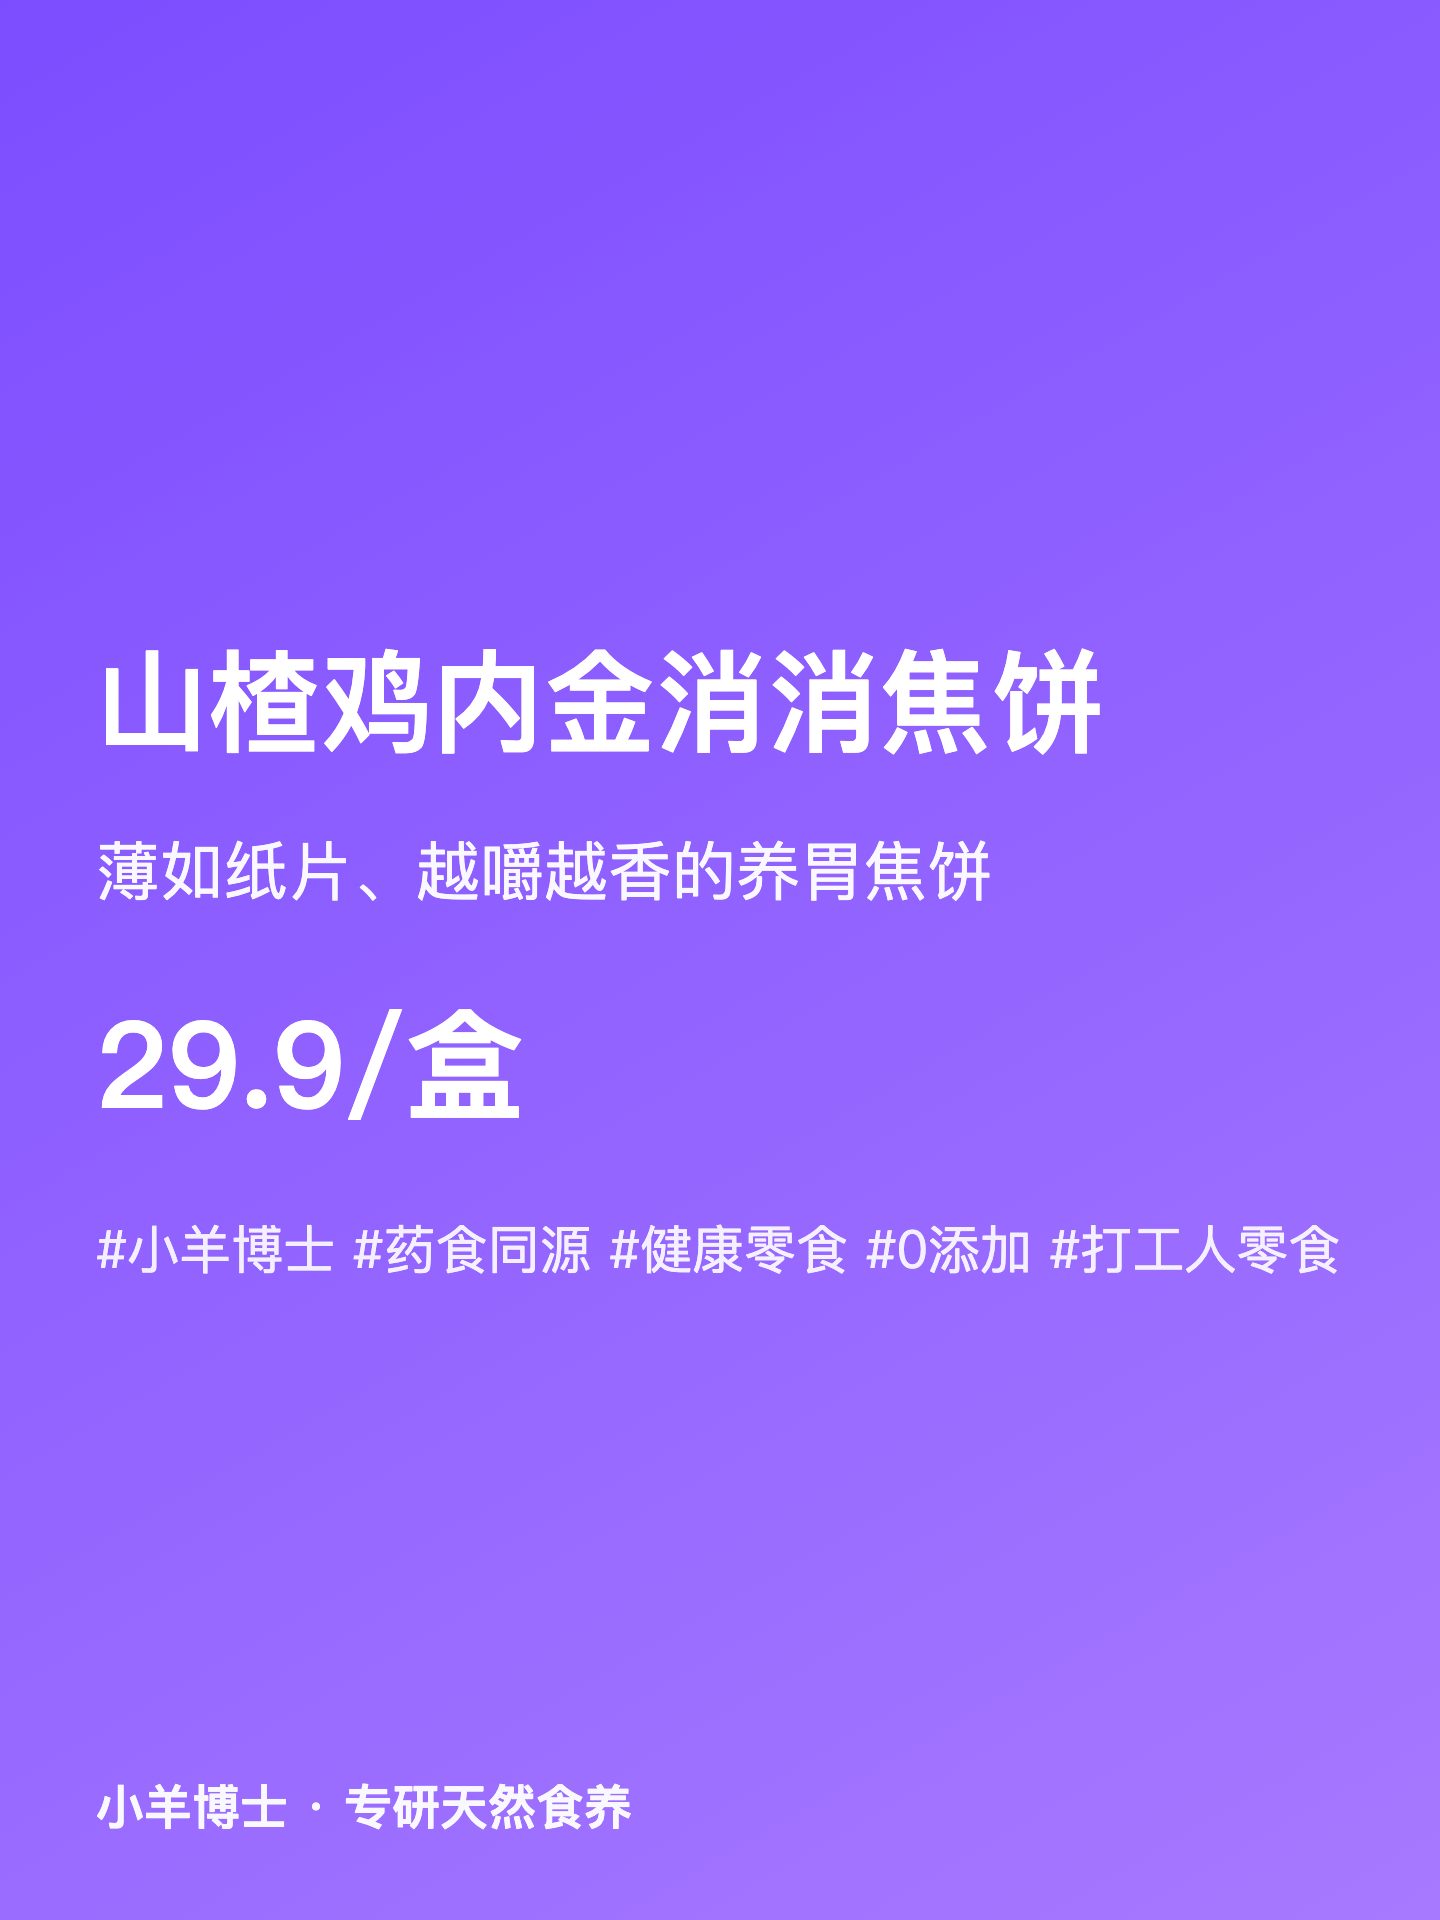 山楂鸡内金消消焦饼
薄如纸片、越嚼越香的养胃焦饼
29.9/盒
#小羊博士 #药食同源 #健康零食 #0添加 #打工人零食
小羊博士 · 专研天然食养